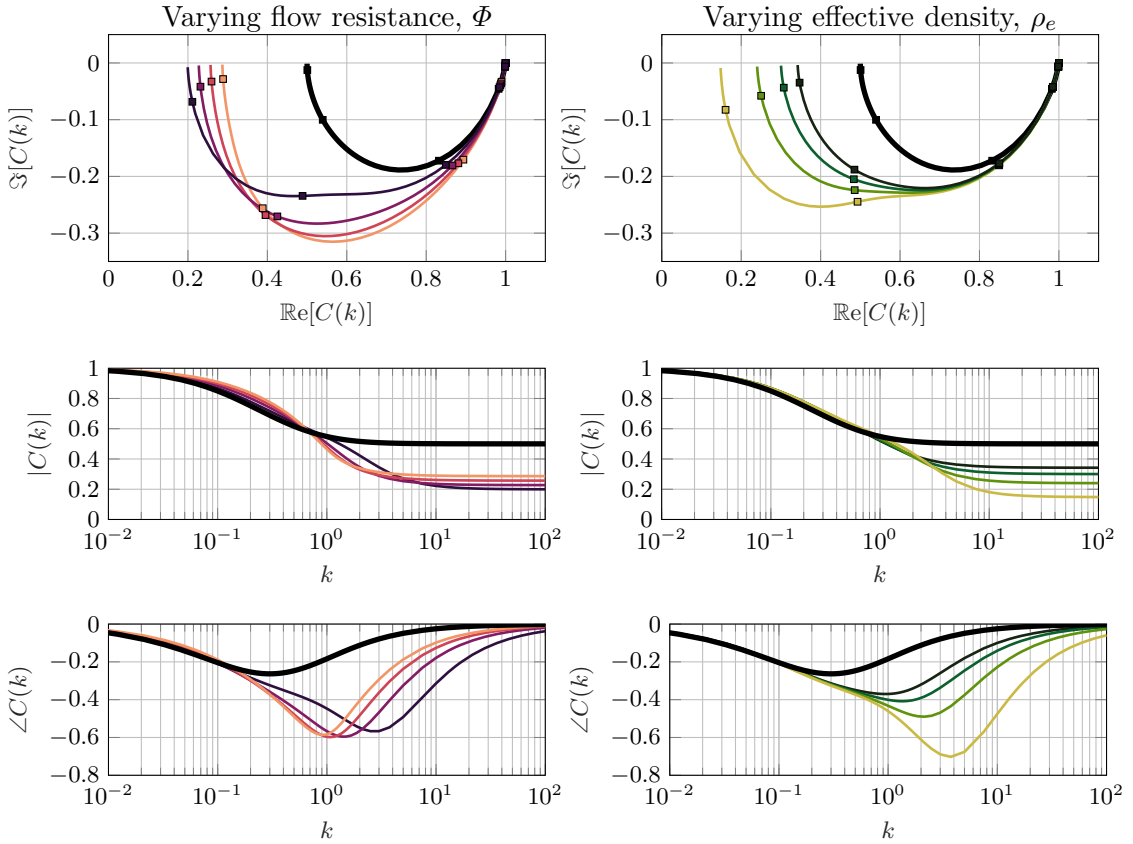 Varying flow resistance, Φ
Varying effective density, ρ_e
0
−0.1
−0.2
−0.3
ℑ[C(k)]
0 0.2 0.4 0.6 0.8 1
ℝe[C(k)]
0
−0.1
−0.2
−0.3
ℑ[C(k)]
0 0.2 0.4 0.6 0.8 1
ℝe[C(k)]
1
0.8
0.6
0.4
0.2
0
|C(k)|
10^−2 10^−1 10^0 10^1 10^2
k
1
0.8
0.6
0.4
0.2
0
|C(k)|
10^−2 10^−1 10^0 10^1 10^2
k
0
−0.2
−0.4
−0.6
−0.8
∠C(k)
10^−2 10^−1 10^0 10^1 10^2
k
0
−0.2
−0.4
−0.6
−0.8
∠C(k)
10^−2 10^−1 10^0 10^1 10^2
k